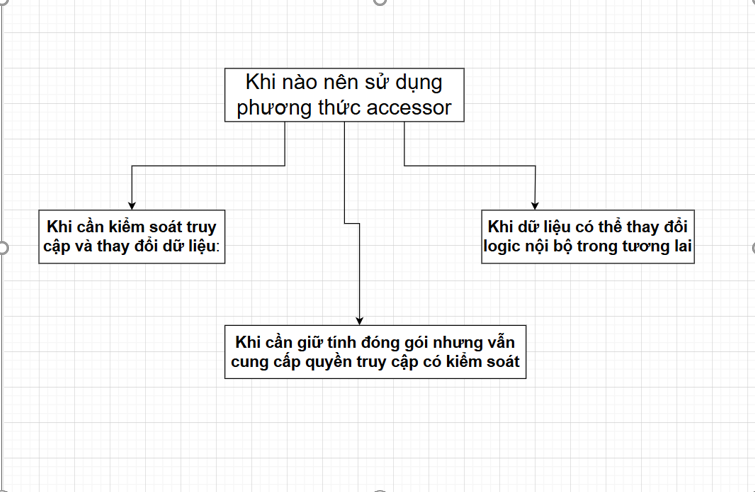 Khi nào nên sử dụng
phương thức accessor
Khi cần kiểm soát truy
cập và thay đổi dữ liệu:
Khi dữ liệu có thể thay đổi
logic nội bộ trong tương lai
Khi cần giữ tính đóng gói nhưng vẫn
cung cấp quyền truy cập có kiểm soát